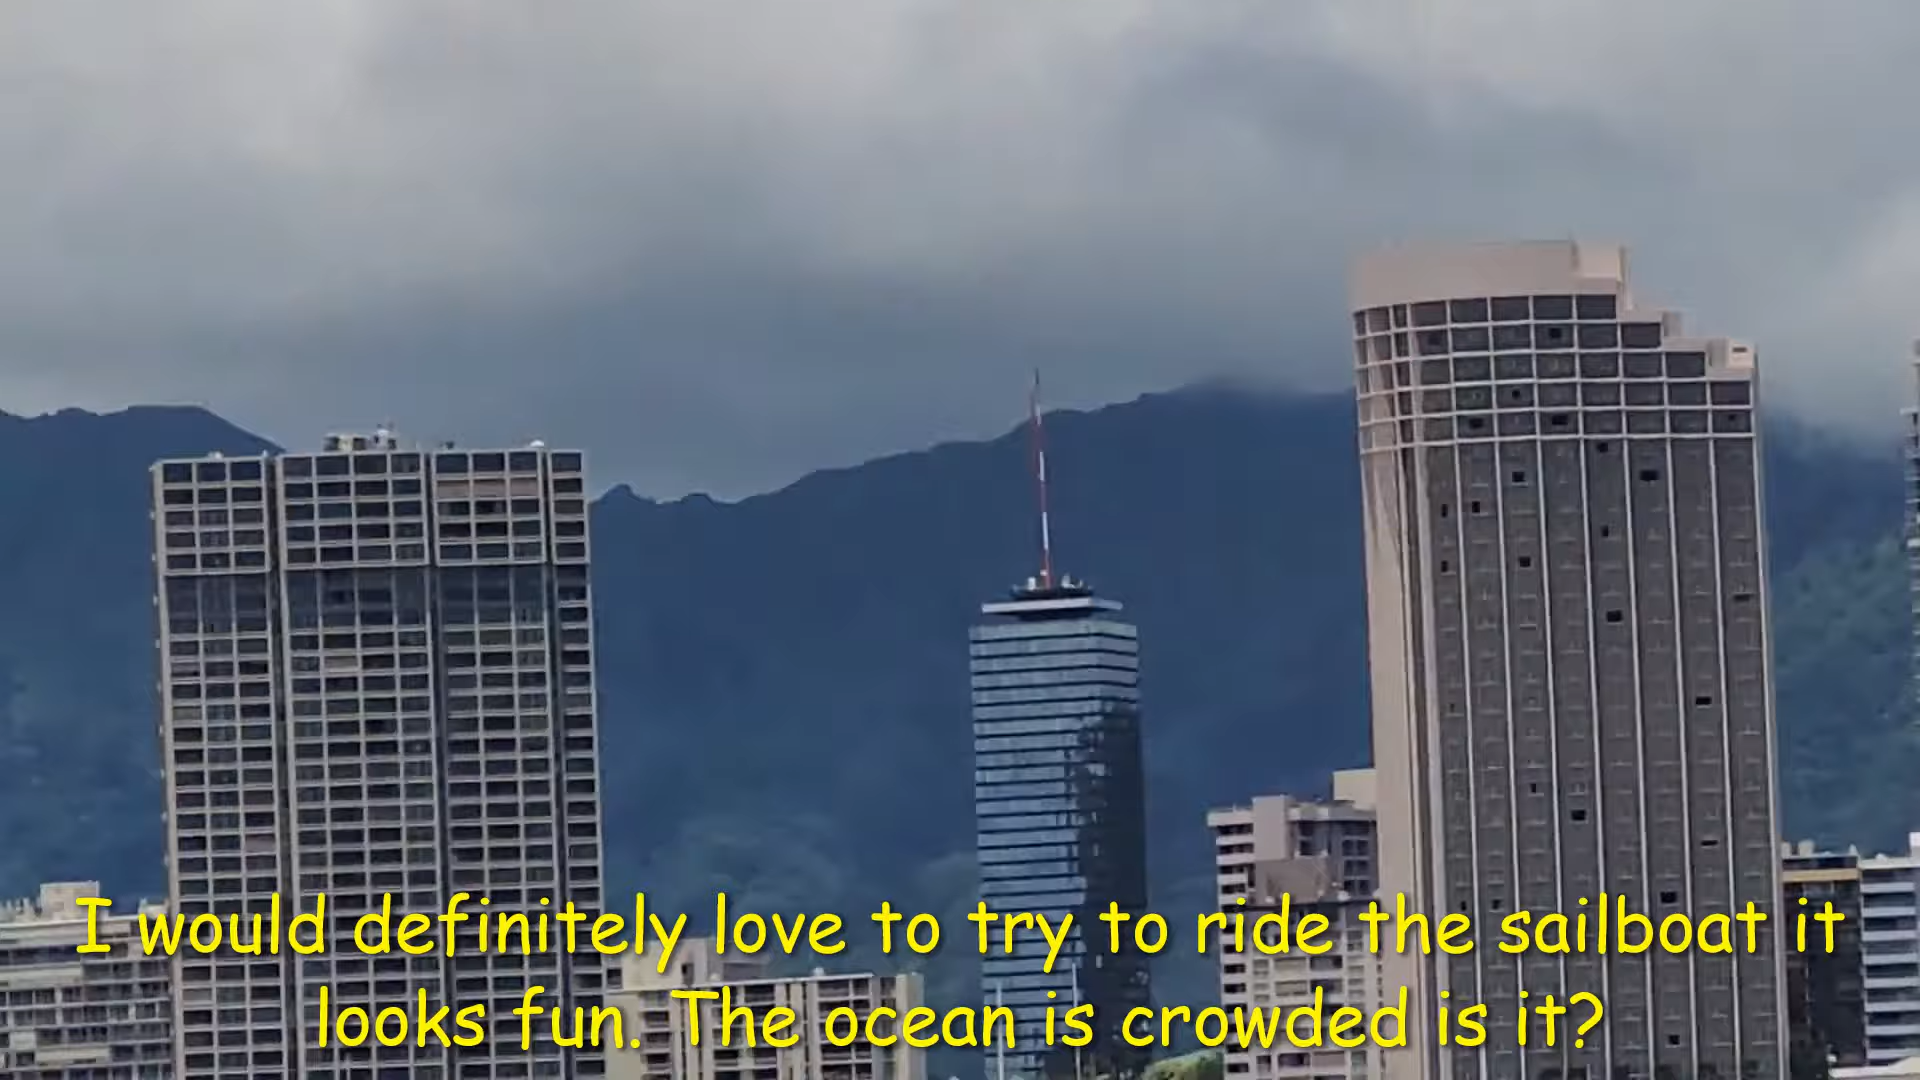 I would definitely love to try to ride the sailboat it
looks fun. The ocean is crowded is it?